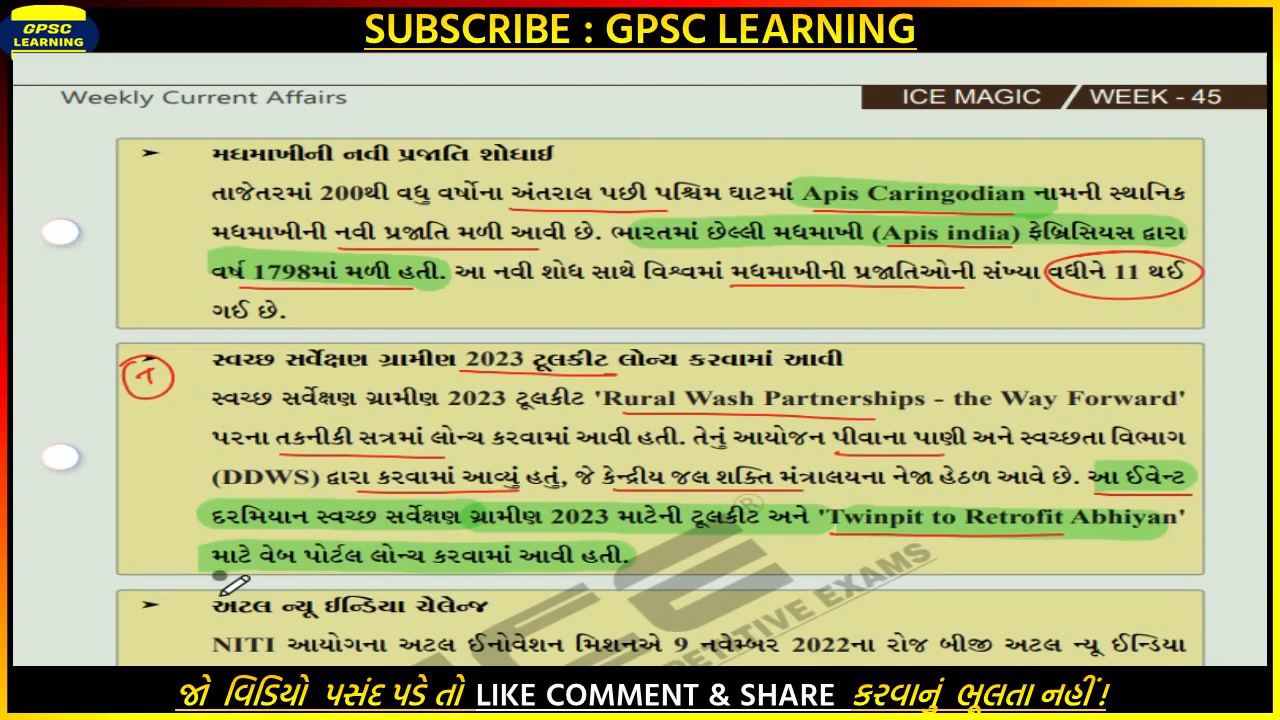 GPSC
LEARNING
SUBSCRIBE : GPSC LEARNING
Weekly Current Affairs
ICE MAGIC / WEEK - 45
➤ મધમાખીની નવી પ્રજાતિ શોધાઈ
તાજેતરમાં 200થી વધુ વર્ષોના અંતરાલ પછી પશ્ચિમ ઘાટમાં Apis Caringodian નામની સ્થાનિક
મધમાખીની નવી પ્રજાતિ મળી આવી છે. ભારતમાં છેલ્લી મધમાખી (Apis india) ફેબ્રિસિયસ દ્વારા
વર્ષ 1798માં મળી હતી. આ નવી શોધ સાથે વિશ્વમાં મધમાખીની પ્રજાતિઓની સંખ્યા વધીને 11 થઈ
ગઈ છે.
સ્વચ્છ સર્વેક્ષણ ગ્રામીણ 2023 ટૂલકીટ લોન્ચ કરવામાં આવી
સ્વચ્છ સર્વેક્ષણ ગ્રામીણ 2023 ટૂલકીટ 'Rural Wash Partnerships - the Way Forward'
પરના તકનીકી સત્રમાં લોન્ચ કરવામાં આવી હતી. તેનું આયોજન પીવાના પાણી અને સ્વચ્છતા વિભાગ
(DDWS) દ્વારા કરવામાં આવ્યું હતું, જે કેન્દ્રીય જલ શક્તિ મંત્રાલયના નેજા હેઠળ આવે છે. આ ઈવેન્ટ
દરમિયાન સ્વચ્છ સર્વેક્ષણ ગ્રામીણ 2023 માટેની ટૂલકીટ અને 'Twinpit to Retrofit Abhiyan'
માટે વેબ પોર્ટલ લોન્ચ કરવામાં આવી હતી.
➤ અટલ ન્યૂ ઈન્ડિયા ચેલેન્જ
NITI આયોગના અટલ ઈનોવેશન મિશનએ 9 નવેમ્બર 2022ના રોજ બીજી અટલ ન્યૂ ઈન્ડિયા
જો વિડિયો પસંદ પડે તો LIKE COMMENT & SHARE કરવાનું ભૂલતા નહીં!